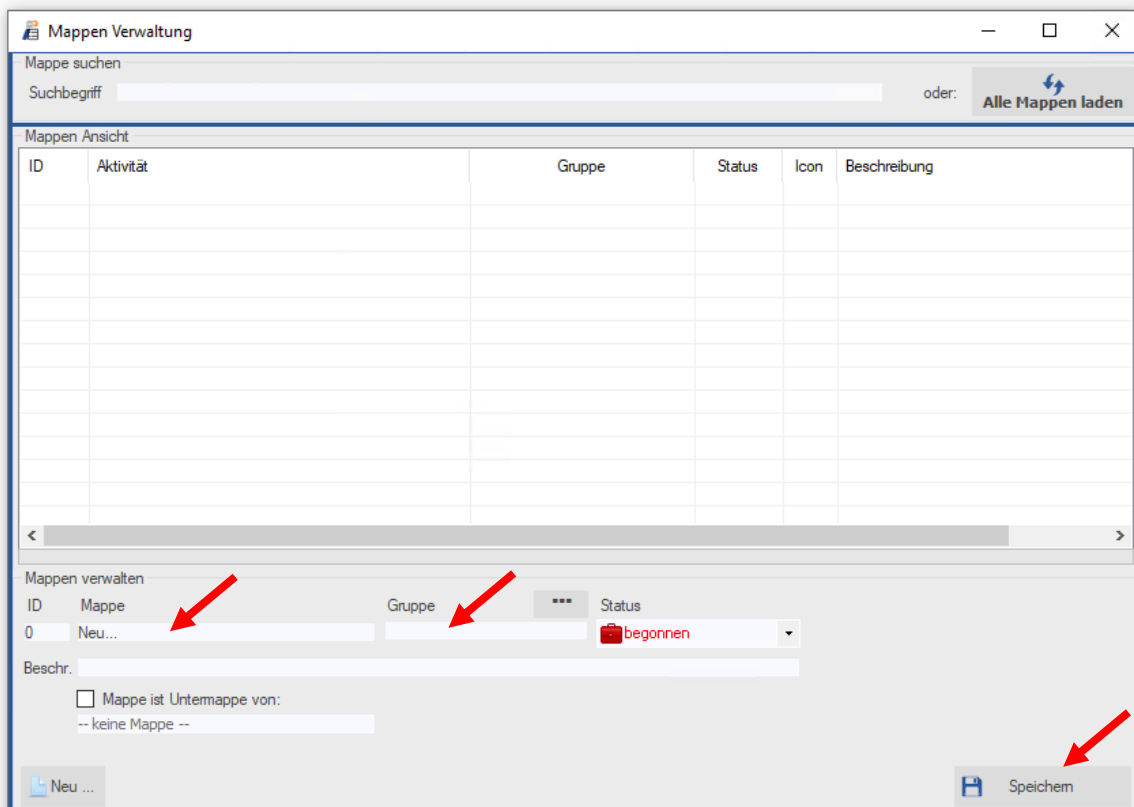 Mappen Verwaltung
Mappe suchen
Suchbegriff oder: Alle Mappen laden
Mappen Ansicht
ID Aktivität Gruppe Status Icon Beschreibung
Mappen verwalten
ID Mappe Gruppe ... Status
0 Neu... begonnen
Beschr.
Mappe ist Untermappe von:
-- keine Mappe --
Neu ... Speichern